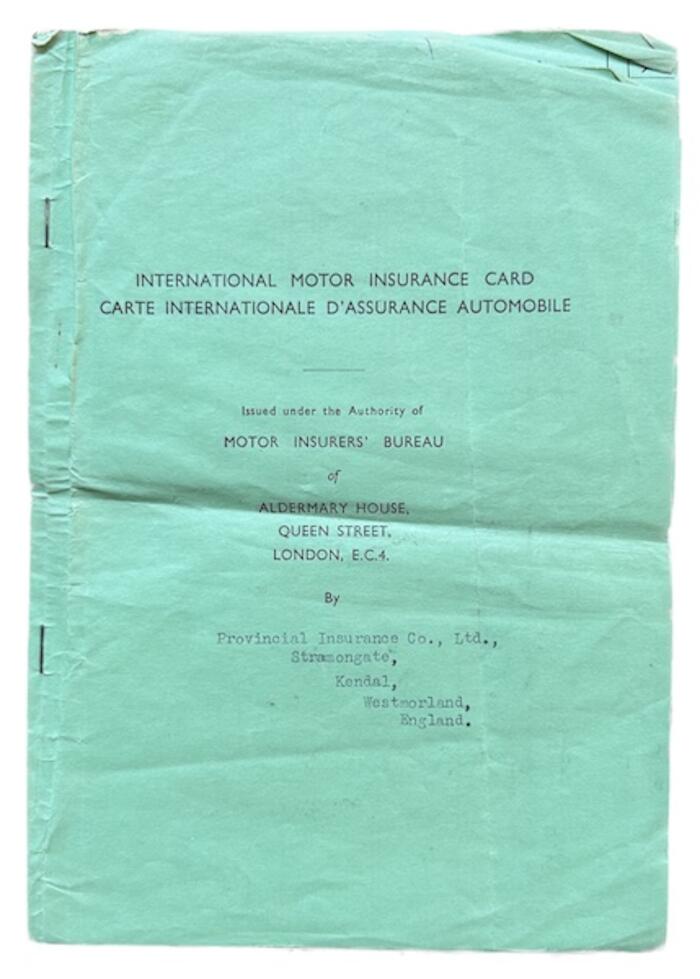 INTERNATIONAL MOTOR INSURANCE CARD
CARTE INTERNATIONALE D'ASSURANCE AUTOMOBILE
Issued under the Authority of
MOTOR INSURERS' BUREAU
of
ALDERMARY HOUSE,
QUEEN STREET,
LONDON, E.C.4.
By
Provincial Insurance Co., Ltd.,
Stramongate,
Kendal,
Westmorland,
England.